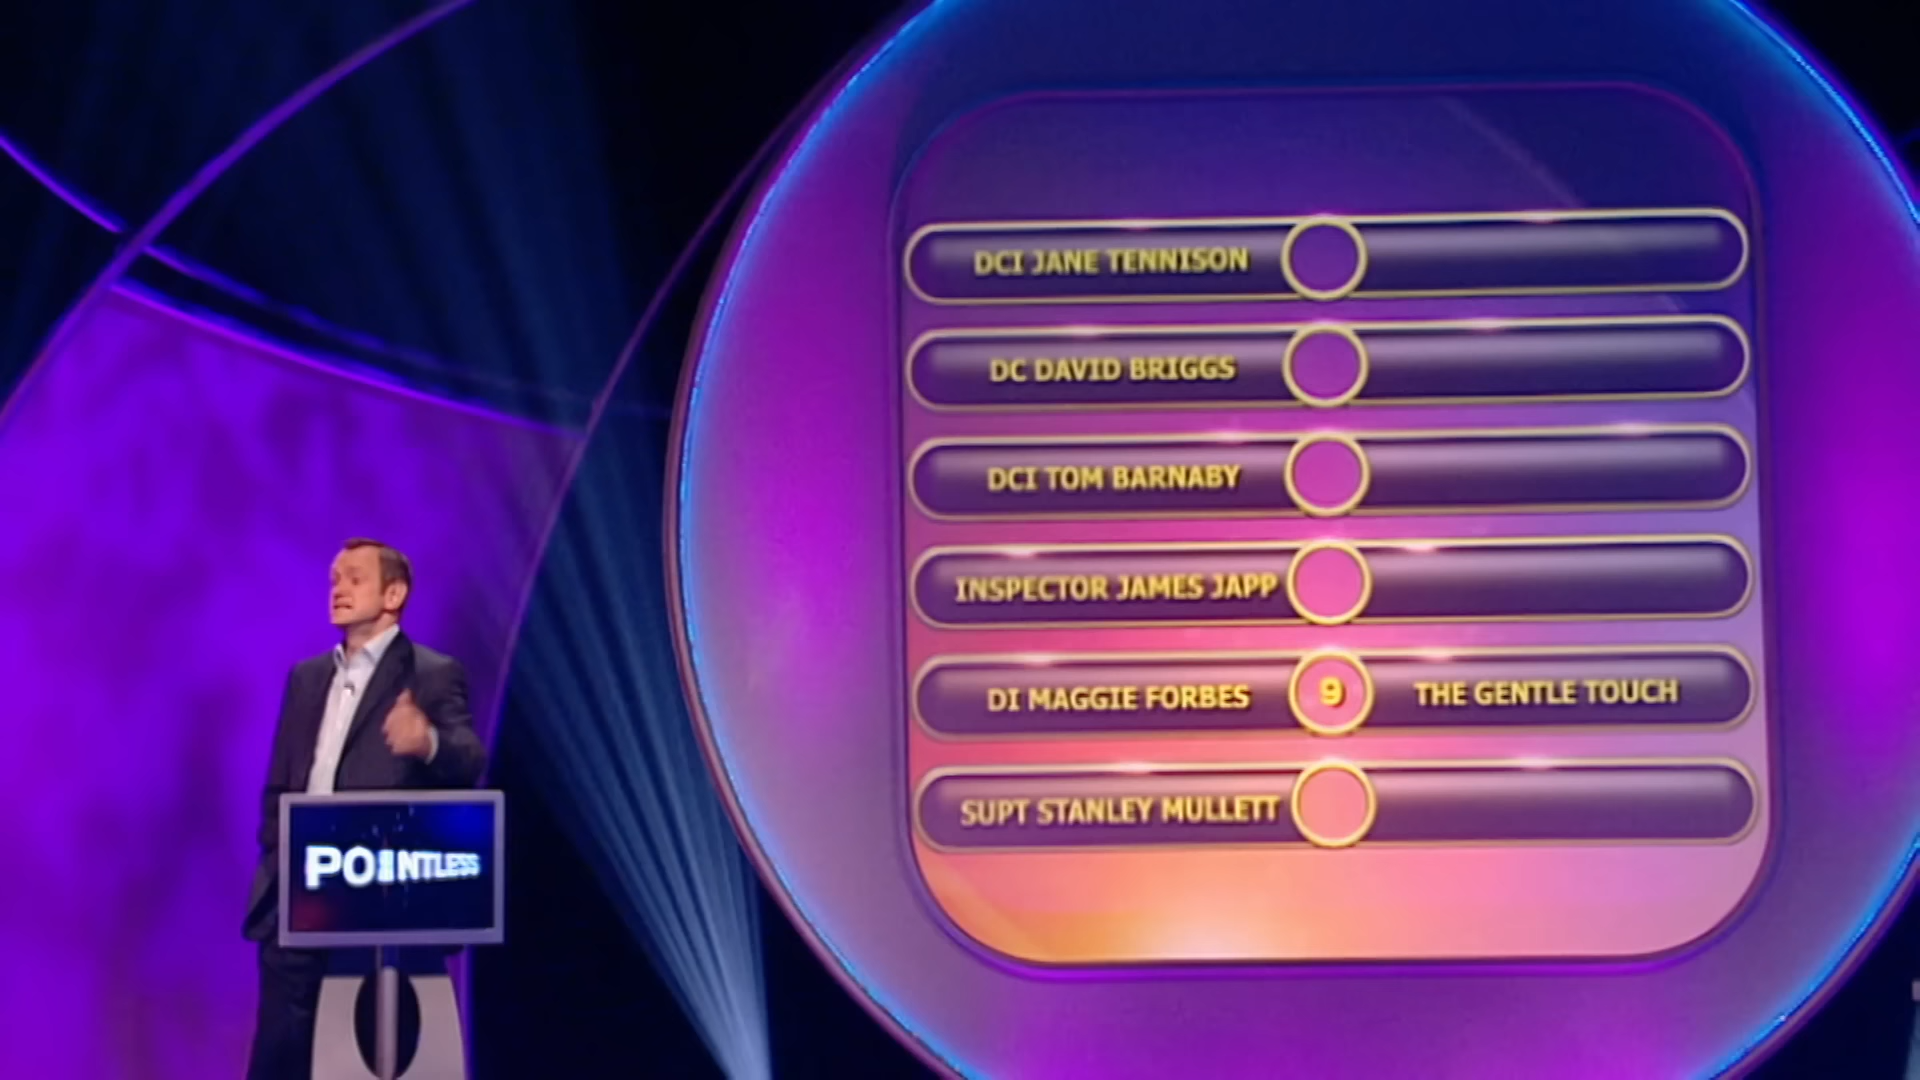 DCI JANE TENNISON
DC DAVID BRIGGS
DCI TOM BARNABY
INSPECTOR JAMES JAPP
DI MAGGIE FORBES 9 THE GENTLE TOUCH
SUPT STANLEY MULLETT
POINTLESS